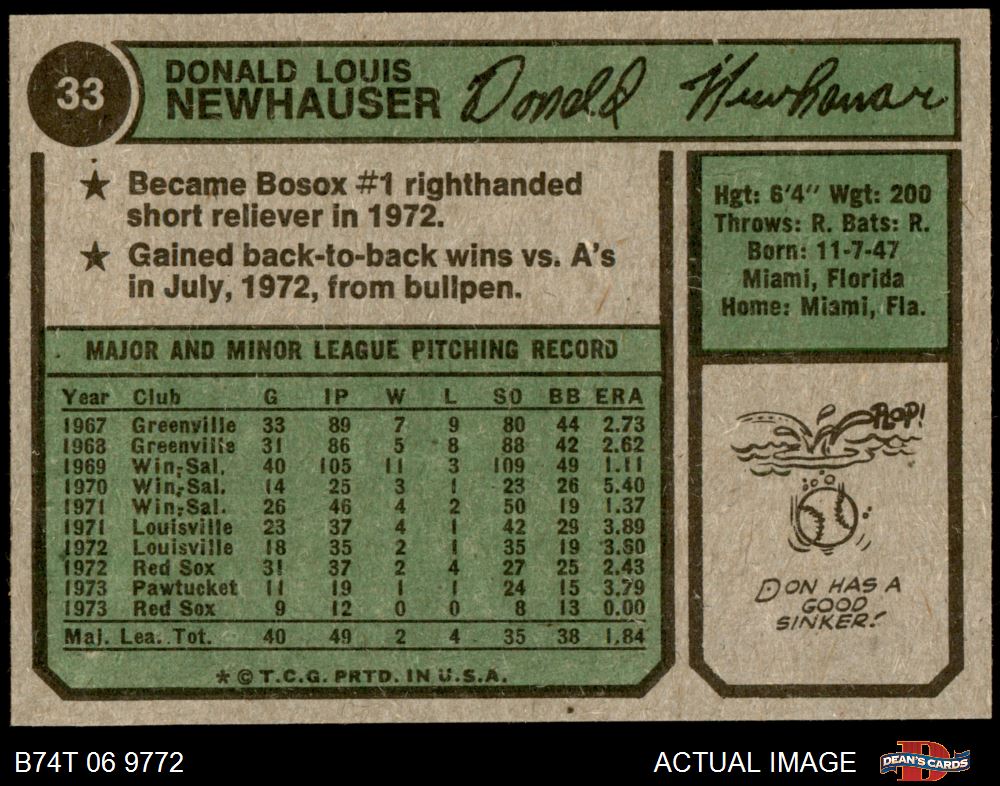 33
DONALD LOUIS
NEWHAUSER Donald Newhauser
★ Became Bosox #1 righthanded
short reliever in 1972.
★ Gained back-to-back wins vs. A's
in July, 1972, from bullpen.
Hgt: 6'4" Wgt: 200
Throws: R. Bats: R.
Born: 11-7-47
Miami, Florida
Home: Miami, Fla.
MAJOR AND MINOR LEAGUE PITCHING RECORD
Year Club G IP W L SO BB ERA
1967 Greenville 33 89 7 9 80 44 2.73
1968 Greenville 31 86 5 8 88 42 2.62
1969 Win-Sal. 40 105 11 3 109 49 1.11
1970 Win-Sal. 14 25 3 1 23 26 5.40
1971 Win-Sal. 26 46 4 2 50 19 1.37
1971 Louisville 23 37 4 1 42 29 3.89
1972 Louisville 18 35 2 1 35 19 3.60
1972 Red Sox 31 37 2 4 27 25 2.43
1973 Pawtucket 11 19 1 1 24 15 3.79
1973 Red Sox 9 12 0 0 8 13 0.00
Maj. Lea. Tot. 40 49 2 4 35 38 1.84
★ © T.C.G. PRTD. IN U.S.A.
PLOP!
DON HAS A
GOOD
SINKER!
B74T 06 9772
ACTUAL IMAGE
DEAN'S CARDS